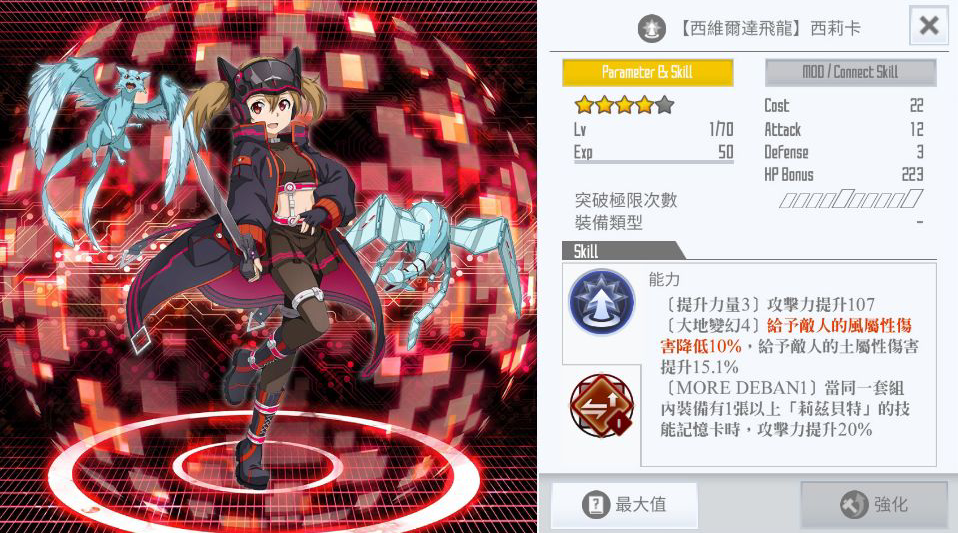 【西維爾達飛龍】西莉卡
Parameter & Skill
MOD / Connect Skill
Lv 1/70
Exp 50
Cost 22
Attack 12
Defense 3
HP Bonus 223
突破極限次數
裝備類型 -
Skill
能力
〔提升力量3〕攻擊力提升107
〔大地變幻4〕給予敵人的風屬性傷
害降低10%，給予敵人的土屬性傷害
提升15.1%
〔MORE DEBAN1〕當同一套組
內裝備有1張以上「莉茲貝特」的技
能記憶卡時，攻擊力提升20%
最大值
強化